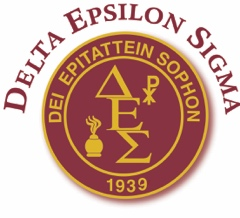 DELTA EPSILON SIGMA
DEI EPITATTEIN SOPHON
ΔΕΣ
1939